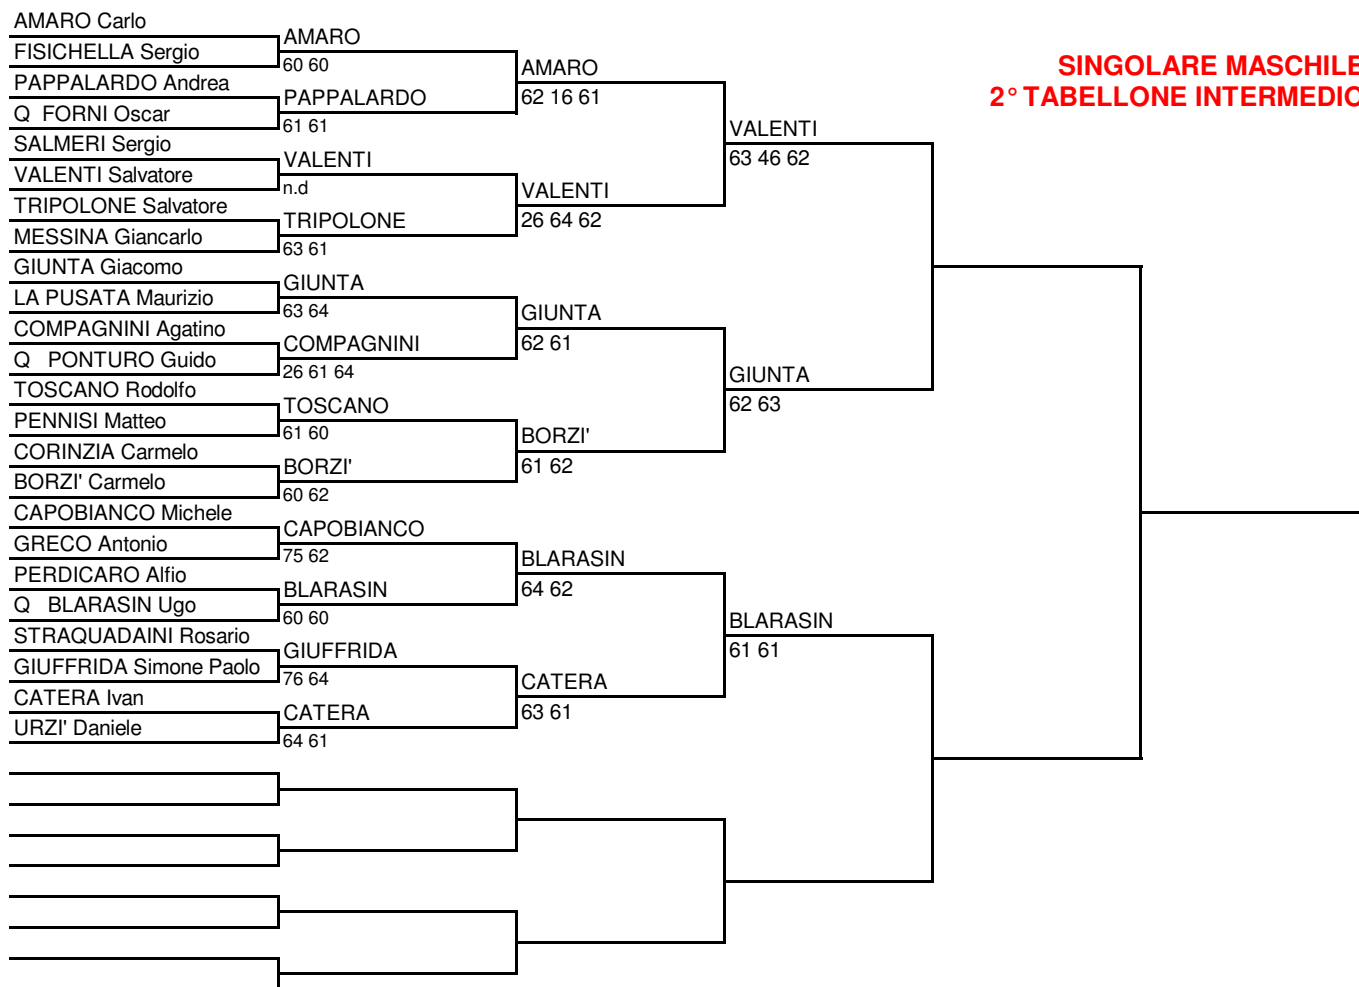 AMARO Carlo
FISICHELLA Sergio
PAPPALARDO Andrea
Q FORNI Oscar
SALMERI Sergio
VALENTI Salvatore
TRIPOLONE Salvatore
MESSINA Giancarlo
GIUNTA Giacomo
LA PUSATA Maurizio
COMPAGNINI Agatino
Q PONTURO Guido
TOSCANO Rodolfo
PENNISI Matteo
CORINZIA Carmelo
BORZI' Carmelo
CAPOBIANCO Michele
GRECO Antonio
PERDICARO Alfio
Q BLARASIN Ugo
STRAQUADAINI Rosario
GIUFFRIDA Simone Paolo
CATERA Ivan
URZI' Daniele
AMARO
60 60
PAPPALARDO
61 61
VALENTI
n.d
TRIPOLONE
63 61
GIUNTA
63 64
COMPAGNINI
26 61 64
TOSCANO
61 60
BORZI'
60 62
CAPOBIANCO
75 62
BLARASIN
60 60
GIUFFRIDA
76 64
CATERA
64 61
AMARO
62 16 61
VALENTI
26 64 62
GIUNTA
62 61
BORZI'
61 62
BLARASIN
64 62
CATERA
63 61
VALENTI
63 46 62
GIUNTA
62 63
BLARASIN
61 61
SINGOLARE MASCHILE
2° TABELLONE INTERMEDIO